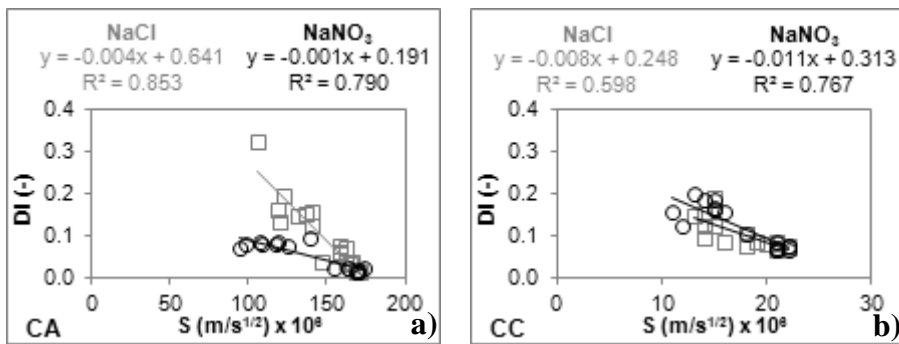 NaCl NaNO₃
y = -0.004x + 0.641 y = -0.001x + 0.191
R² = 0.853 R² = 0.790
0.4
0.3
0.2
0.1
0.0
DI (-)
0 50 100 150 200
CA S (m/s¹/²) x 10⁶ a)
NaCl NaNO₃
y = -0.008x + 0.248 y = -0.011x + 0.313
R² = 0.598 R² = 0.767
0.4
0.3
0.2
0.1
0.0
DI (-)
0 10 20 30
CC S (m/s¹/²) x 10⁶ b)